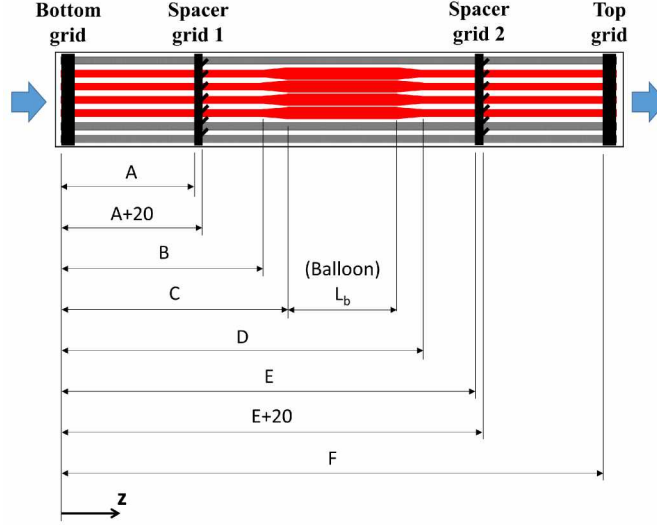 Bottom grid
Spacer grid 1
Spacer grid 2
Top grid
A
A+20
B
(Balloon)
C
L_b
D
E
E+20
F
z